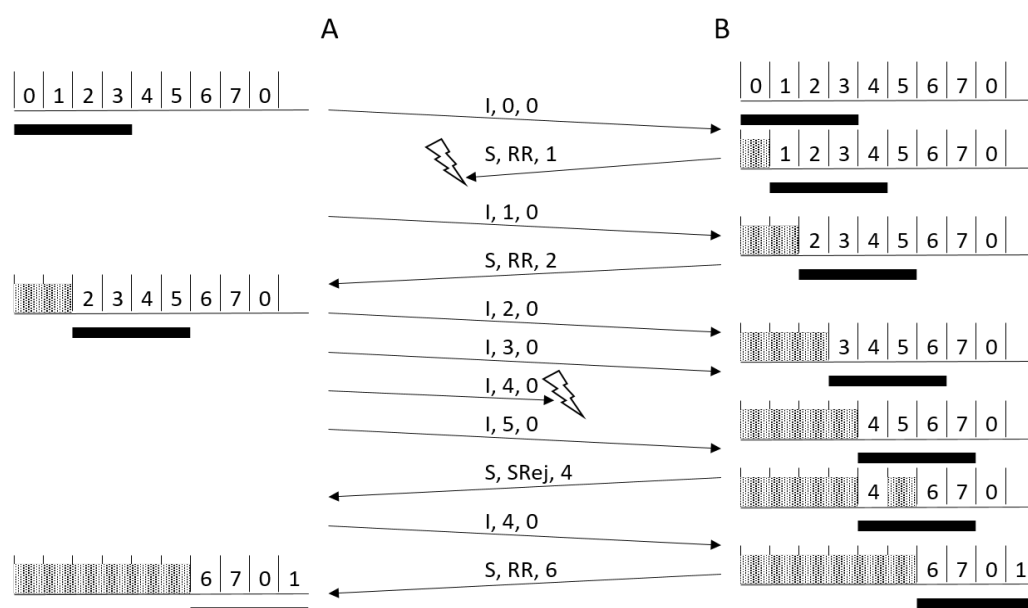 A B
0 1 2 3 4 5 6 7 0
0 1 2 3 4 5 6 7 0
I, 0, 0
S, RR, 1
1 2 3 4 5 6 7 0
I, 1, 0
2 3 4 5 6 7 0
S, RR, 2
2 3 4 5 6 7 0
I, 2, 0
3 4 5 6 7 0
I, 3, 0
I, 4, 0
4 5 6 7 0
I, 5, 0
S, SRej, 4
4 6 7 0
I, 4, 0
6 7 0 1
S, RR, 6
6 7 0 1